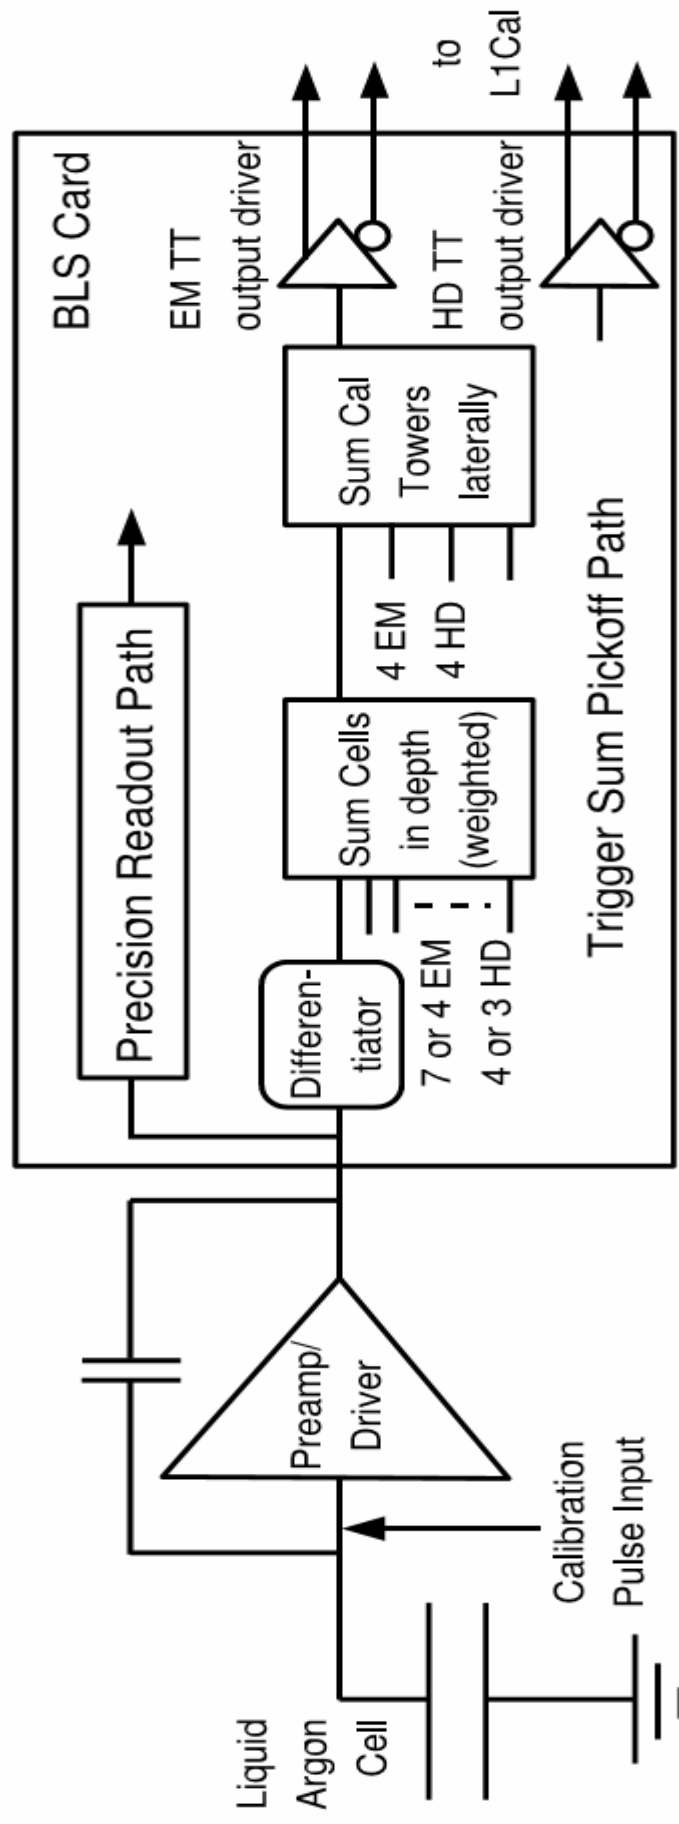 Liquid
Argon
Cell
Calibration
Pulse Input
Preamp/
Driver
BLS Card
Precision Readout Path
Differen-
tiator
7 or 4 EM
4 or 3 HD
Sum Cells
in depth
(weighted)
4 EM
4 HD
Sum Cal
Towers
laterally
EM TT
output driver
HD TT
output driver
to
L1Cal
Trigger Sum Pickoff Path